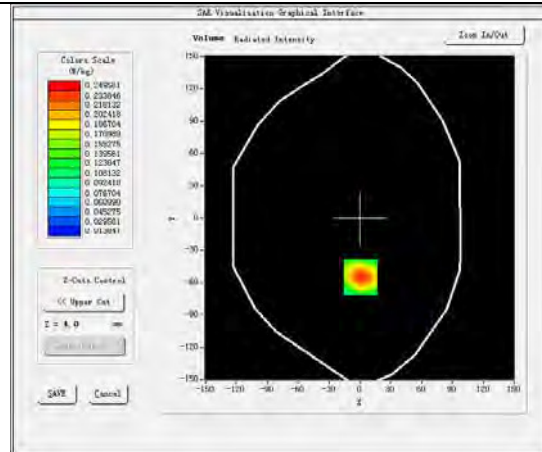 SAR Visualisation Graphical Interface
Volume Radiated Intensity
Zoom In/Out
Colors Scale
(W/kg)
0.249561
0.233846
0.218132
0.202418
0.186704
0.170989
0.155275
0.139561
0.123847
0.108132
0.092418
0.076704
0.060990
0.045275
0.029561
0.013847
Z-Cuts Control
<< Upper Cut
Z = 4.0 mm
SAVE
Cancel
150
120
90
60
30
0
-30
-60
-90
-120
-150
Y
-150 -120 -90 -60 -30 0 30 60 90 120 150
X